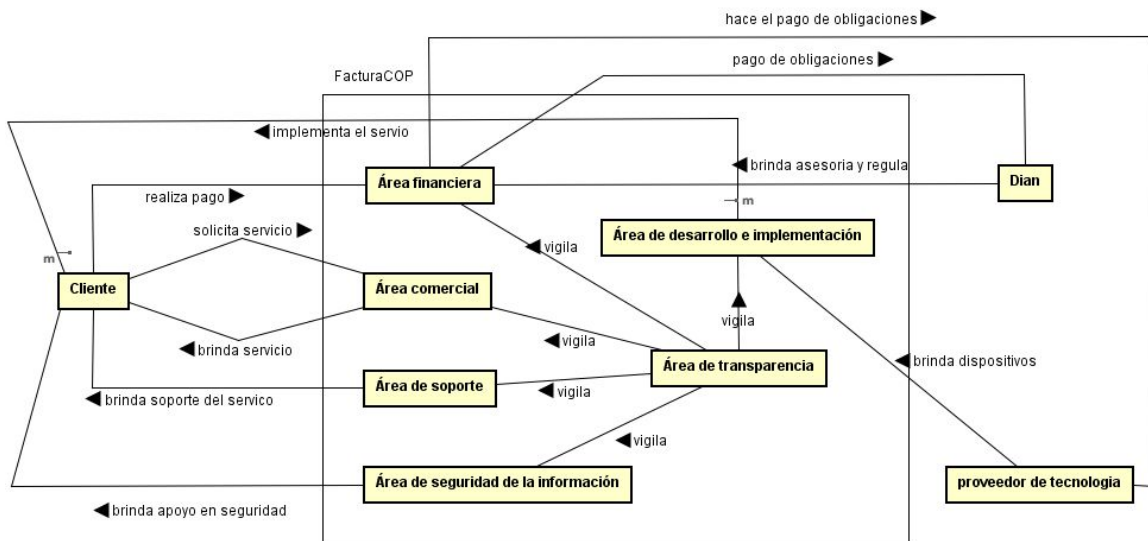 hace el pago de obligaciones
pago de obligaciones
FacturaCOP
implementa el servio
brinda asesoria y regula
Área financiera
Dian
realiza pago
m
solicita servicio
Área de desarrollo e implementación
vigila
m
Cliente
Área comercial
vigila
brinda servicio
vigila
Área de transparencia
brinda dispositivos
Área de soporte
vigila
brinda soporte del servico
vigila
Área de seguridad de la información
proveedor de tecnologia
brinda apoyo en seguridad